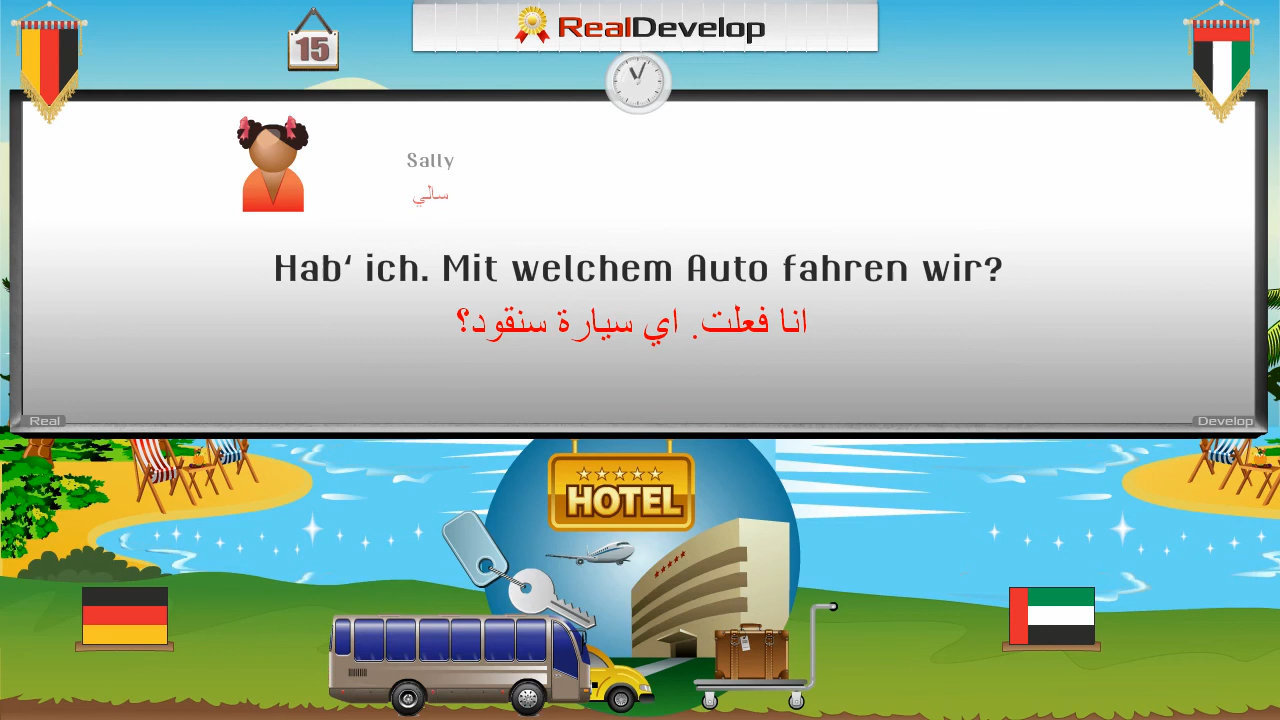 RealDevelop
15
Sally
سالي
Hab‘ ich. Mit welchem Auto fahren wir?
انا فعلت. اي سيارة سنقود؟
Real
Develop
HOTEL